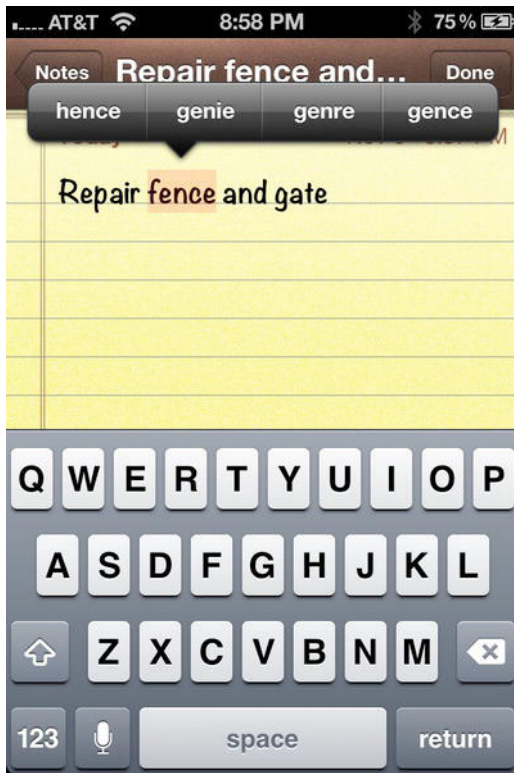 AT&T 8:58 PM 75%
Notes Repair fence and... Done
hence genie genre gence
Repair fence and gate
Q W E R T Y U I O P
A S D F G H J K L
Z X C V B N M
123 space return